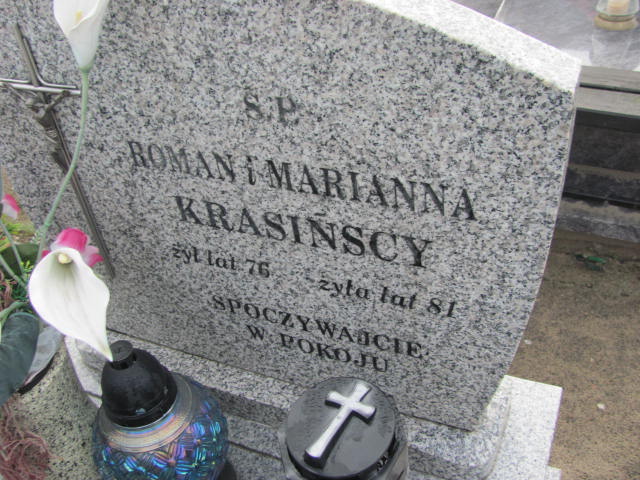 Ś.P.
ROMAN i MARIANNA
KRASIŃSCY
żył lat 76 żyła lat 81
SPOCZYWAJCIE
W POKOJU